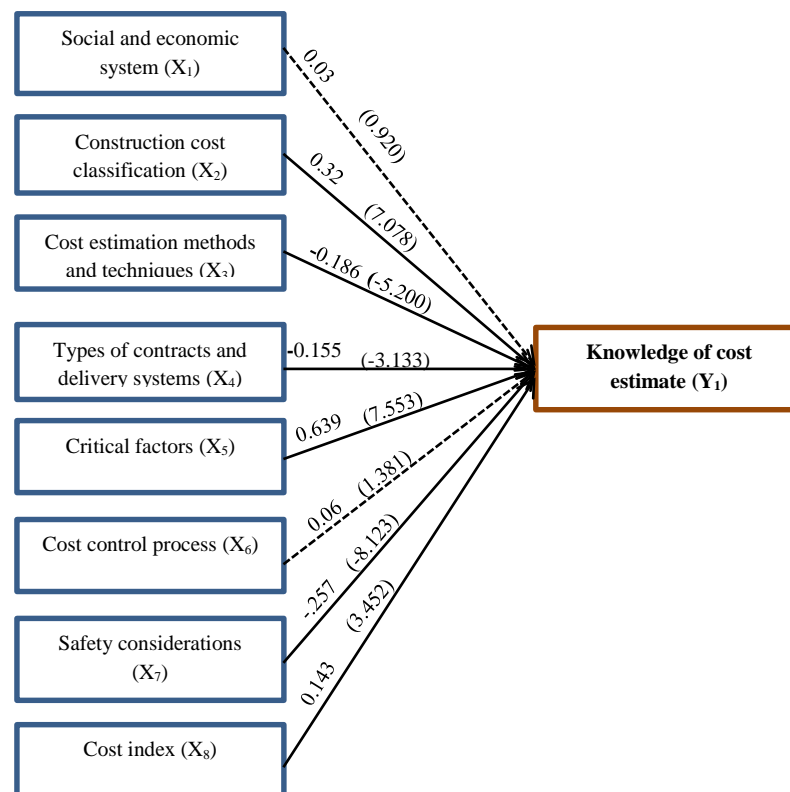 Social and economic
system (X₁)
0.03
(0.920)
Construction cost
classification (X₂)
0.32
(7.078)
Cost estimation methods
and techniques (X₃)
-0.186 (-5.200)
Types of contracts and
delivery systems (X₄)
-0.155 (-3.133)
Knowledge of cost
estimate (Y₁)
Critical factors (X₅)
0.639 (7.553)
Cost control process (X₆)
0.06 (1.381)
Safety considerations
(X₇)
-.257 (-8.123)
Cost index (X₈)
0.143 (3.452)